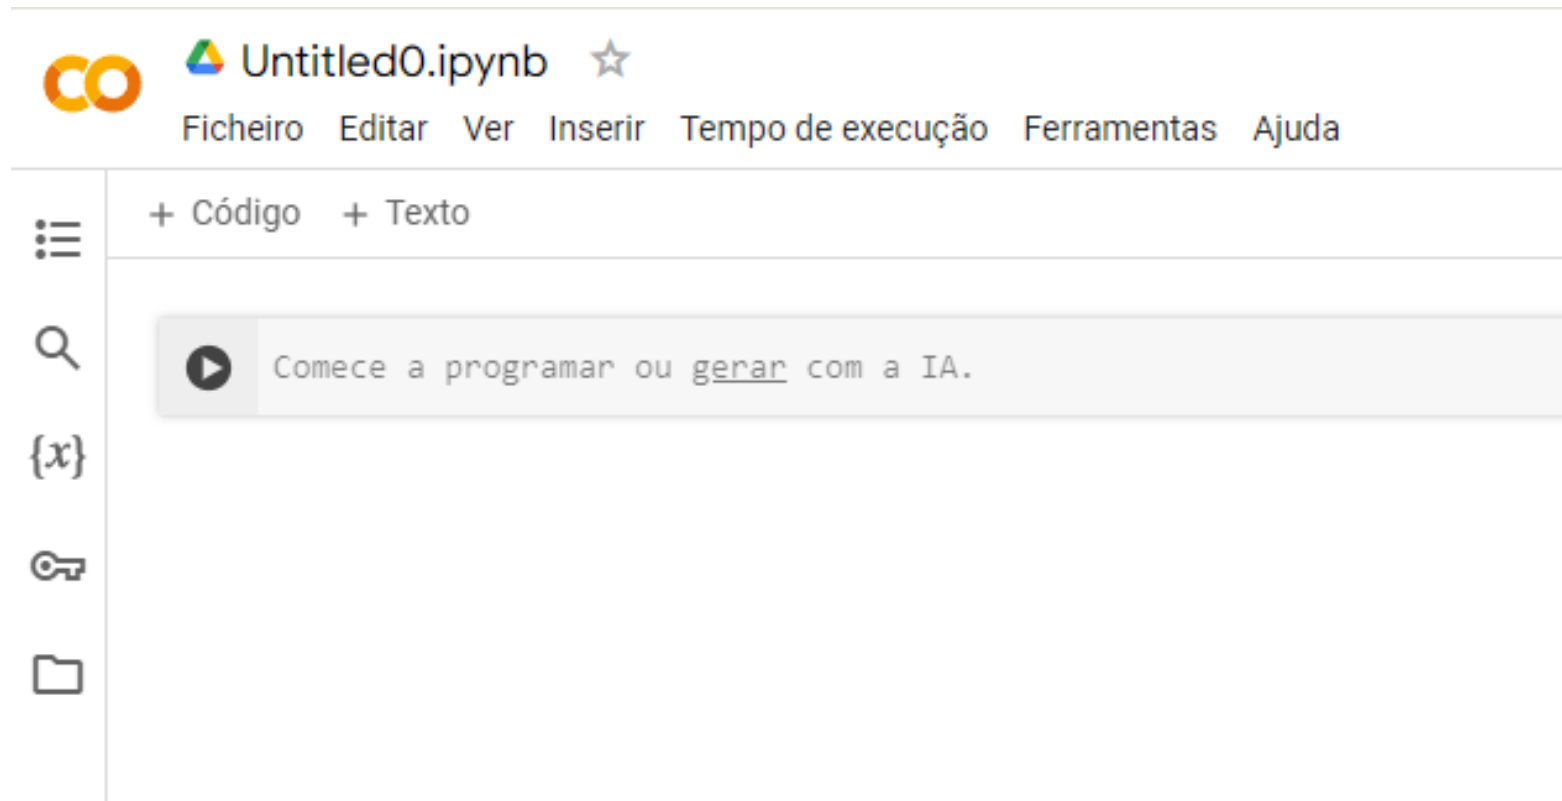 CO Untitled0.ipynb
Ficheiro Editar Ver Inserir Tempo de execução Ferramentas Ajuda
+ Código + Texto
Comece a programar ou gerar com a IA.
{x}